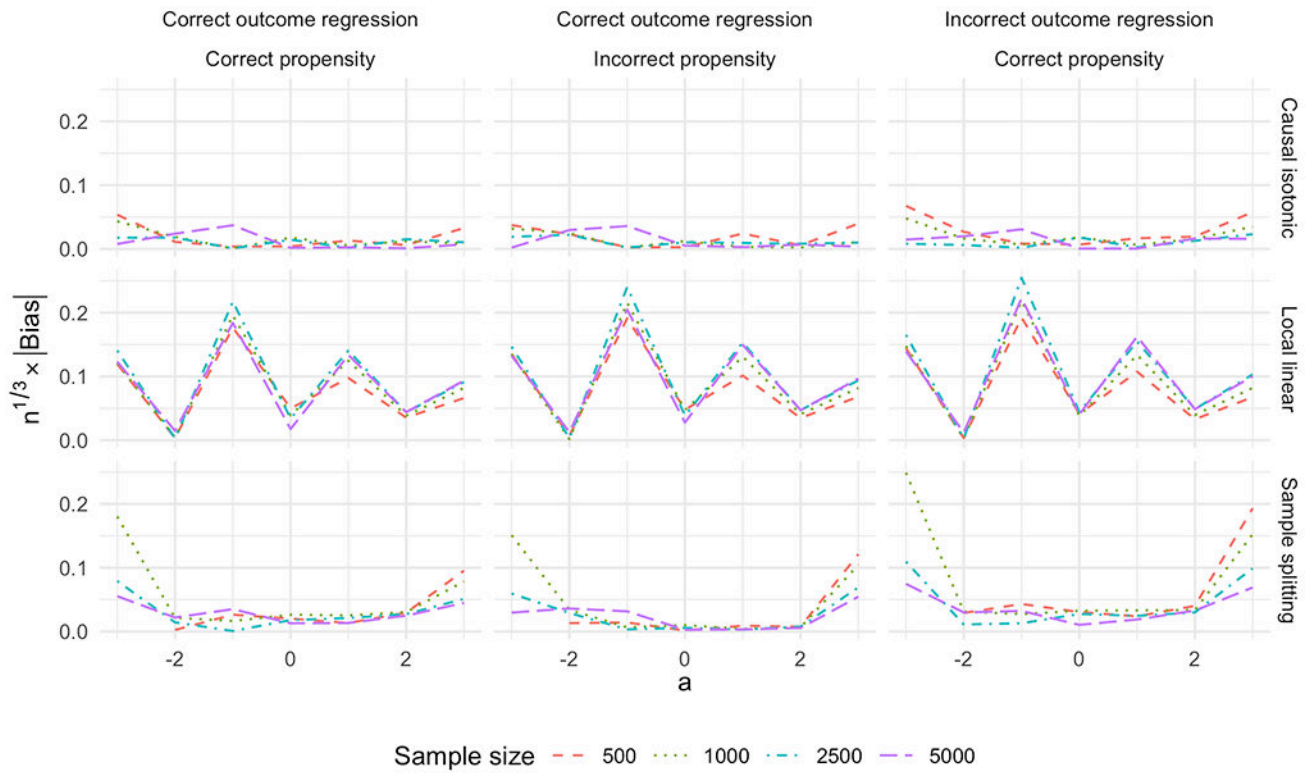 Correct outcome regression
Correct propensity
Correct outcome regression
Incorrect propensity
Incorrect outcome regression
Correct propensity
n^{1/3} × |Bias|
0.2
0.1
0.0
Causal isotonic
0.2
0.1
0.0
Local linear
0.2
0.1
0.0
Sample splitting
-2 0 2
-2 0 2
-2 0 2
a
Sample size 500 1000 2500 5000